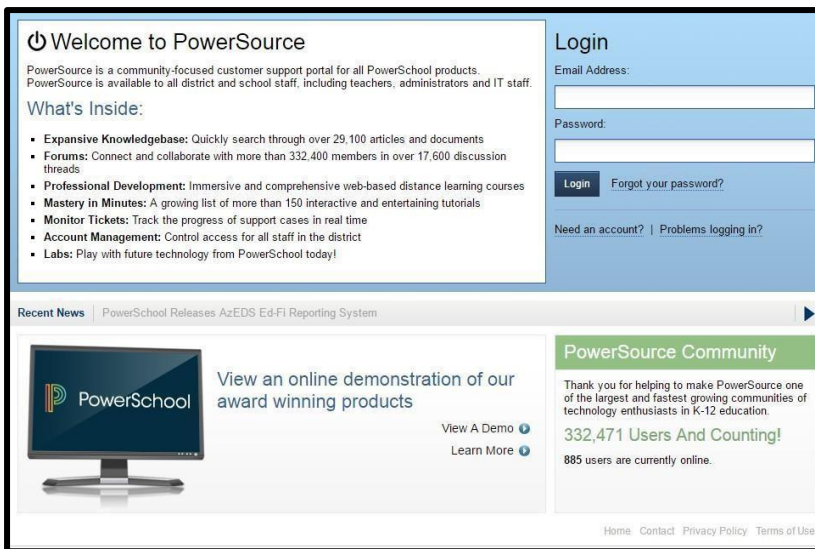 Welcome to PowerSource
PowerSource is a community-focused customer support portal for all PowerSchool products.
PowerSource is available to all district and school staff, including teachers, administrators and IT staff.
What's Inside:
Expansive Knowledgebase: Quickly search through over 29,100 articles and documents
Forums: Connect and collaborate with more than 332,400 members in over 17,600 discussion
threads
Professional Development: Immersive and comprehensive web-based distance learning courses
Mastery in Minutes: A growing list of more than 150 interactive and entertaining tutorials
Monitor Tickets: Track the progress of support cases in real time
Account Management: Control access for all staff in the district
Labs: Play with future technology from PowerSchool today!
Login
Email Address:
Password:
Login Forgot your password?
Need an account? | Problems logging in?
Recent News PowerSchool Releases AzEDS Ed-Fi Reporting System
PowerSchool
View an online demonstration of our
award winning products
View A Demo
Learn More
PowerSource Community
Thank you for helping to make PowerSource one
of the largest and fastest growing communities of
technology enthusiasts in K-12 education.
332,471 Users And Counting!
885 users are currently online.
Home Contact Privacy Policy Terms of Use